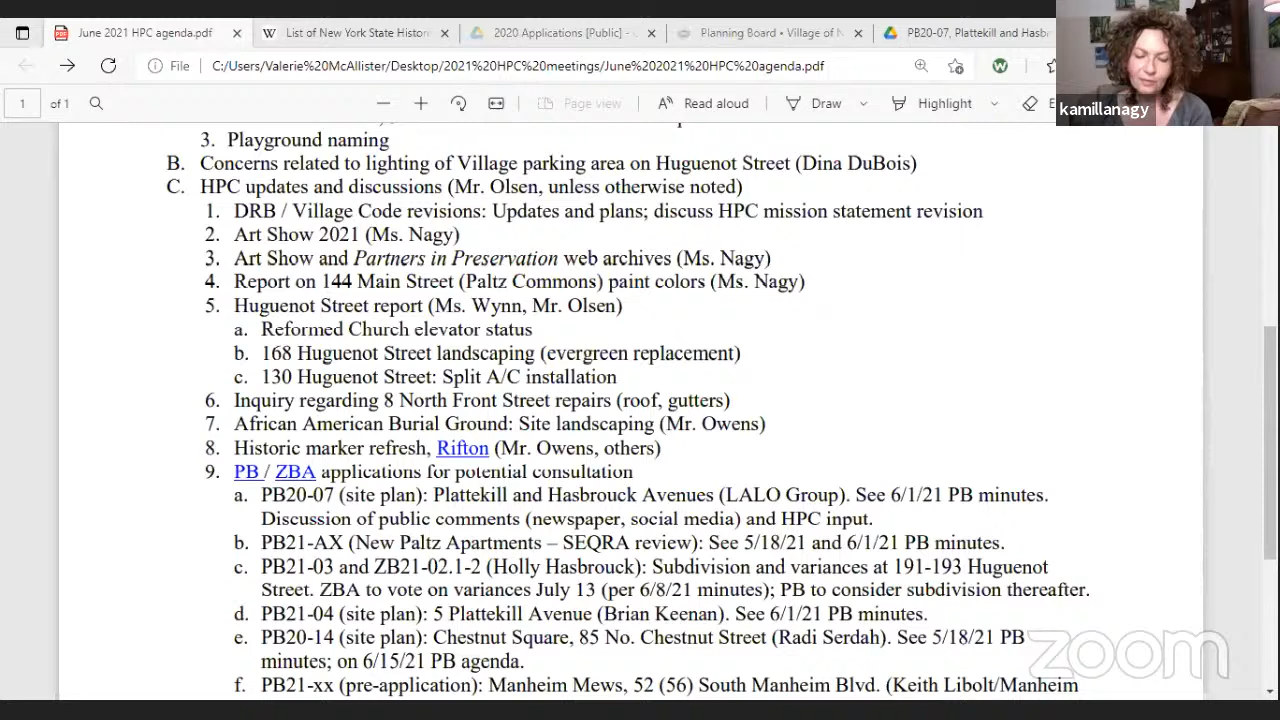 June 2021 HPC agenda.pdf
List of New York State Histor
2020 Applications [Public] -
Planning Board • Village of N
PB20-07, Plattekill and Hasb
File
C:/Users/Valerie%20McAllister/Desktop/21%20HPC%20meetings/June%202021%20HPC%20agenda.pdf
1 of 1
Page view
Read aloud
Draw
Highlight
kamillanagy
3. Playground naming
B. Concerns related to lighting of Village parking area on Huguenot Street (Dina DuBois)
C. HPC updates and discussions (Mr. Olsen, unless otherwise noted)
1. DRB / Village Code revisions: Updates and plans; discuss HPC mission statement revision
2. Art Show 2021 (Ms. Nagy)
3. Art Show and Partners in Preservation web archives (Ms. Nagy)
4. Report on 144 Main Street (Paltz Commons) paint colors (Ms. Nagy)
5. Huguenot Street report (Ms. Wynn, Mr. Olsen)
a. Reformed Church elevator status
b. 168 Huguenot Street landscaping (evergreen replacement)
c. 130 Huguenot Street: Split A/C installation
6. Inquiry regarding 8 North Front Street repairs (roof, gutters)
7. African American Burial Ground: Site landscaping (Mr. Owens)
8. Historic marker refresh, Rifton (Mr. Owens, others)
9. PB / ZBA applications for potential consultation
a. PB20-07 (site plan): Plattekill and Hasbrouck Avenues (LALO Group). See 6/1/21 PB minutes.
Discussion of public comments (newspaper, social media) and HPC input.
b. PB21-AX (New Paltz Apartments – SEQRA review): See 5/18/21 and 6/1/21 PB minutes.
c. PB21-03 and ZB21-02.1-2 (Holly Hasbrouck): Subdivision and variances at 191-193 Huguenot
Street. ZBA to vote on variances July 13 (per 6/8/21 minutes); PB to consider subdivision thereafter.
d. PB21-04 (site plan): 5 Plattekill Avenue (Brian Keenan). See 6/1/21 PB minutes.
e. PB20-14 (site plan): Chestnut Square, 85 No. Chestnut Street (Radi Serdah). See 5/18/21 PB
minutes; on 6/15/21 PB agenda.
f. PB21-xx (pre-application): Manheim Mews, 52 (56) South Manheim Blvd. (Keith Libolt/Manheim
zoom